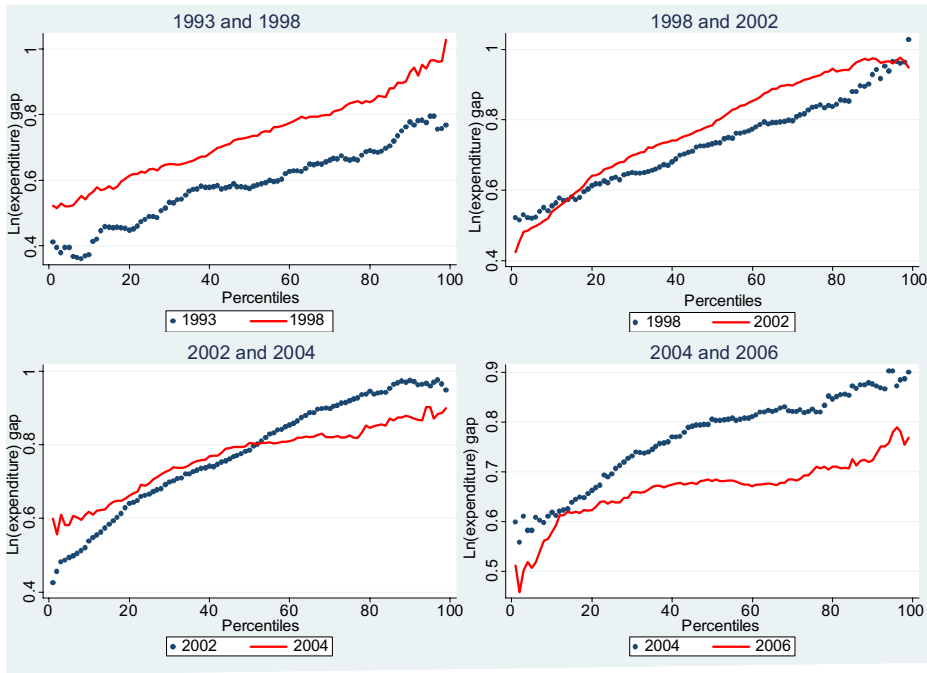 1993 and 1998
Ln(expenditure) gap
1
0.8
0.6
0.4
0 20 40 60 80 100
Percentiles
1993 1998
1998 and 2002
Ln(expenditure) gap
1
0.8
0.6
0.4
0 20 40 60 80 100
Percentiles
1998 2002
2002 and 2004
Ln(expenditure) gap
1
0.8
0.6
0.4
0 20 40 60 80 100
Percentiles
2002 2004
2004 and 2006
Ln(expenditure) gap
0.9
0.8
0.7
0.6
0.5
0 20 40 60 80 100
Percentiles
2004 2006